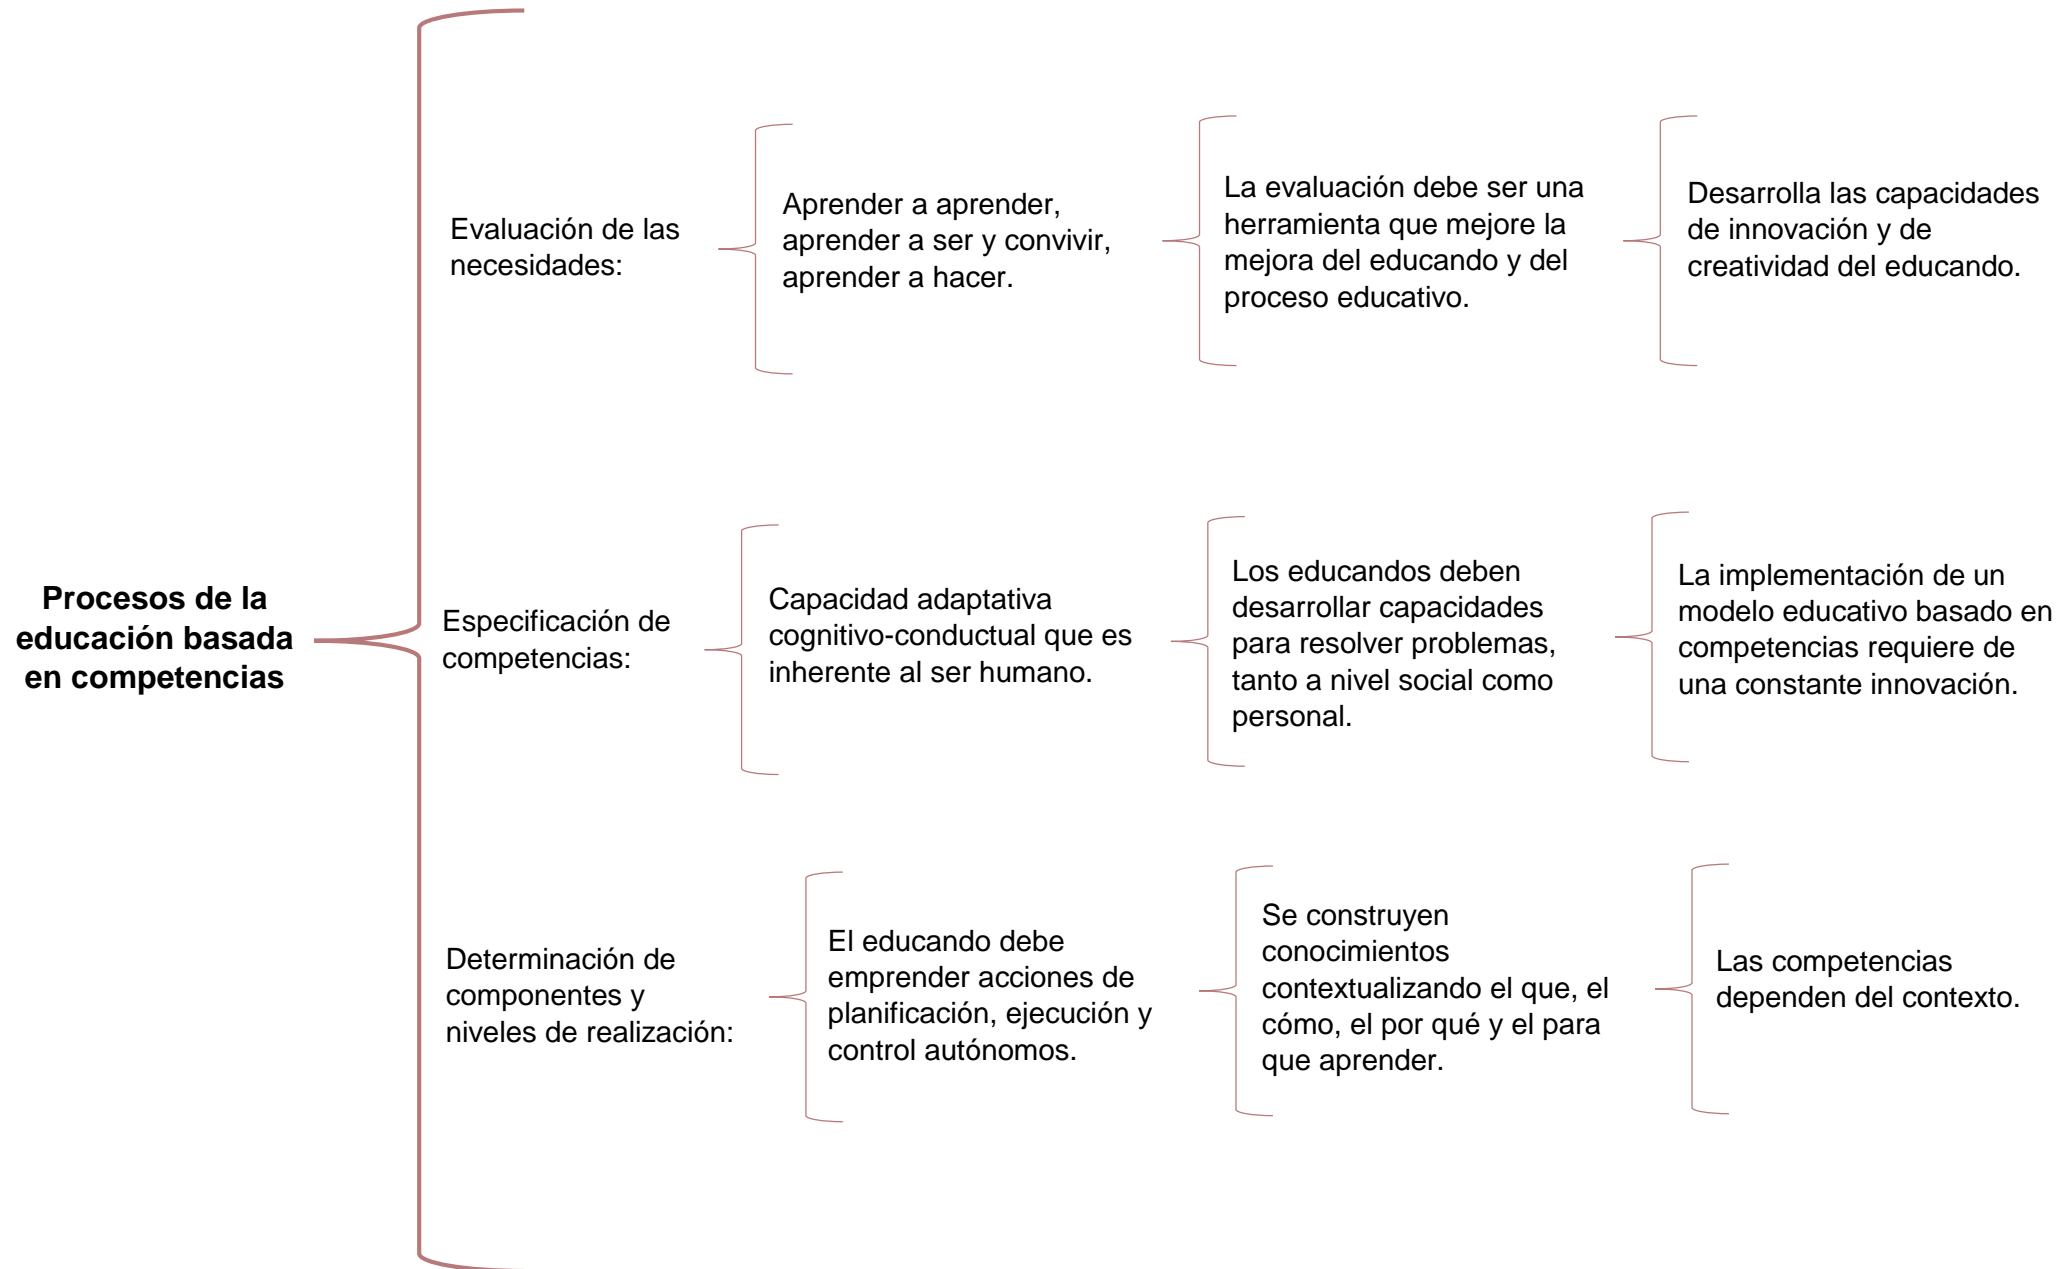 Procesos de la
educación basada
en competencias
Evaluación de las
necesidades:
Aprender a aprender,
aprender a ser y convivir,
aprender a hacer.
La evaluación debe ser una
herramienta que mejore la
mejora del educando y del
proceso educativo.
Desarrolla las capacidades
de innovación y de
creatividad del educando.
Especificación de
competencias:
Capacidad adaptativa
cognitivo-conductual que es
inherente al ser humano.
Los educandos deben
desarrollar capacidades
para resolver problemas,
tanto a nivel social como
personal.
La implementación de un
modelo educativo basado en
competencias requiere de
una constante innovación.
Determinación de
componentes y
niveles de realización:
El educando debe
emprender acciones de
planificación, ejecución y
control autónomos.
Se construyen
conocimientos
contextualizando el que, el
cómo, el por qué y el para
que aprender.
Las competencias
dependen del contexto.